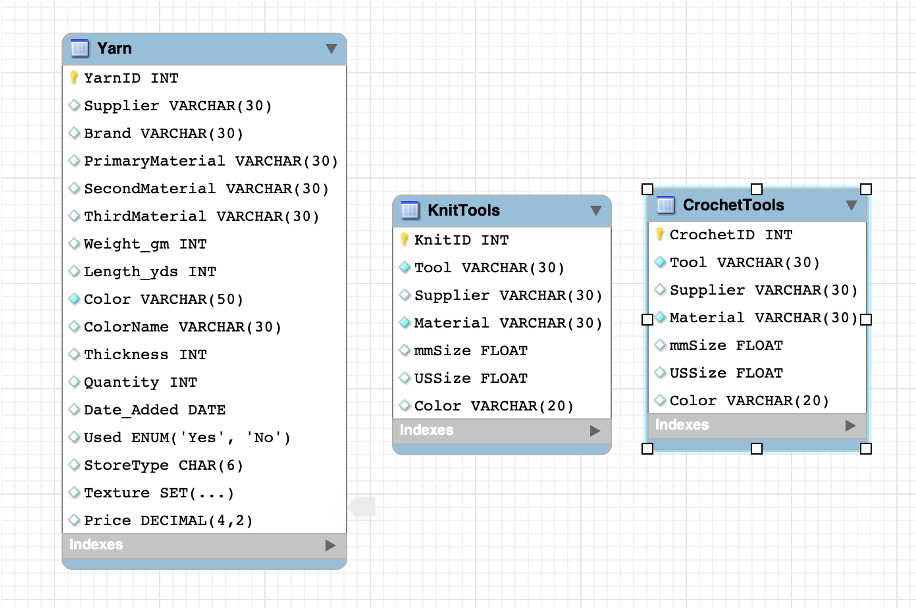 Yarn
YarnID INT
Supplier VARCHAR(30)
Brand VARCHAR(30)
PrimaryMaterial VARCHAR(30)
SecondMaterial VARCHAR(30)
ThirdMaterial VARCHAR(30)
Weight_gm INT
Length_yds INT
Color VARCHAR(50)
ColorName VARCHAR(30)
Thickness INT
Quantity INT
Date_Added DATE
Used ENUM('Yes', 'No')
StoreType CHAR(6)
Texture SET(...)
Price DECIMAL(4,2)
Indexes
KnitTools
KnitID INT
Tool VARCHAR(30)
Supplier VARCHAR(30)
Material VARCHAR(30)
mmSize FLOAT
USSize FLOAT
Color VARCHAR(20)
Indexes
CrochetTools
CrochetID INT
Tool VARCHAR(30)
Supplier VARCHAR(30)
Material VARCHAR(30)
mmSize FLOAT
USSize FLOAT
Color VARCHAR(20)
Indexes